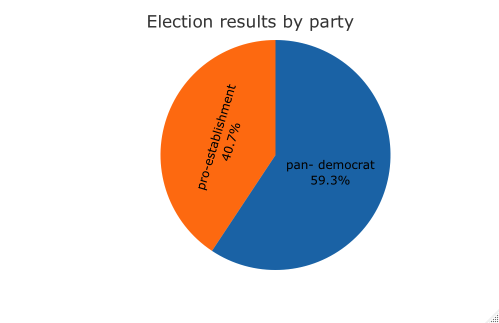 Election results by party
pro-establishment
40.7%
pan- democrat
59.3%